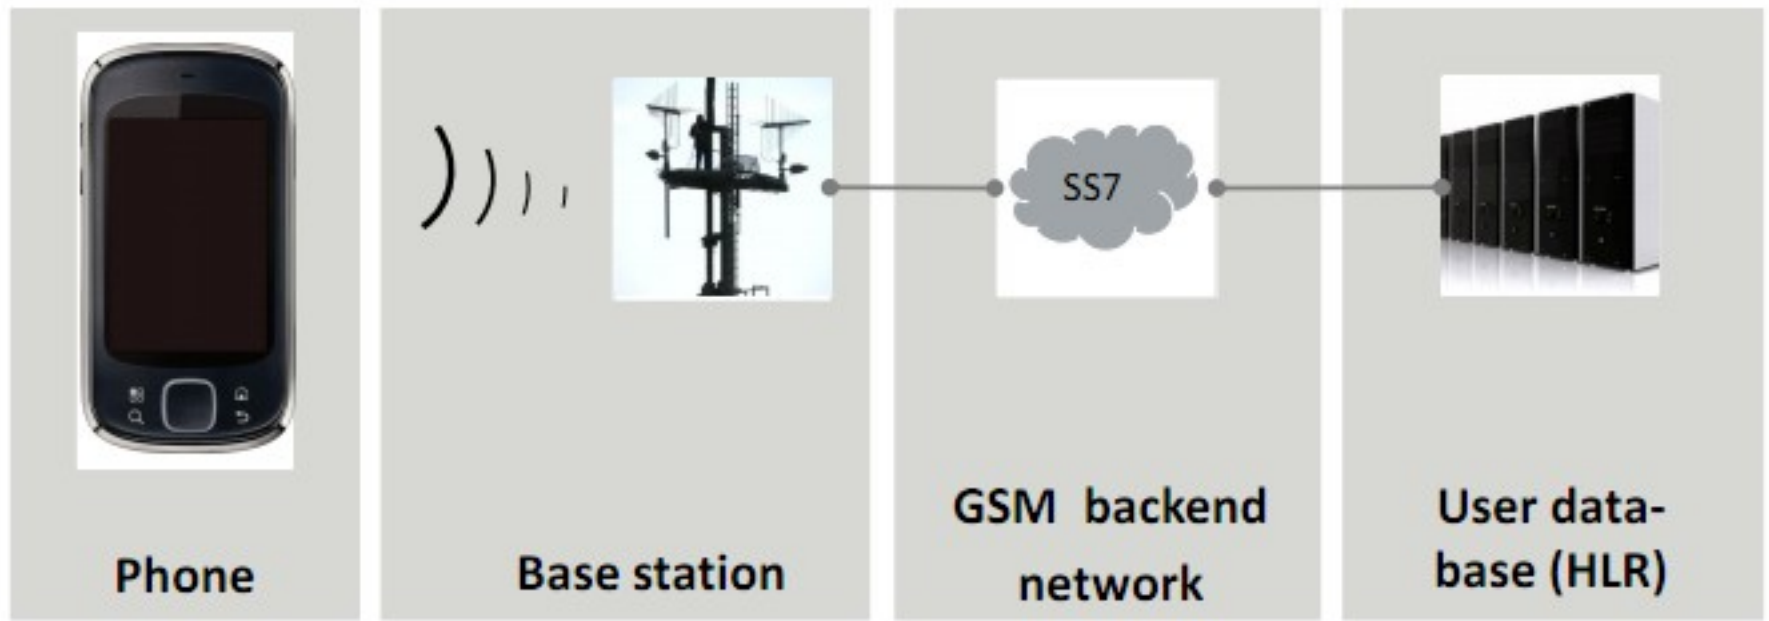 SS7
Phone
Base station
GSM backend
network
User data-
base (HLR)